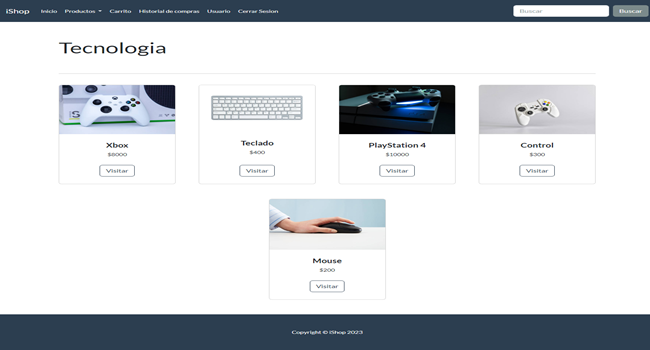 iShop Inicio Productos Carrito Historial de compras Usuario Cerrar Sesion Buscar Buscar
Tecnologia
Xbox
$8000
Visitar
Teclado
$400
Visitar
PlayStation 4
$10000
Visitar
Control
$300
Visitar
Mouse
$200
Visitar
Copyright © iShop 2023